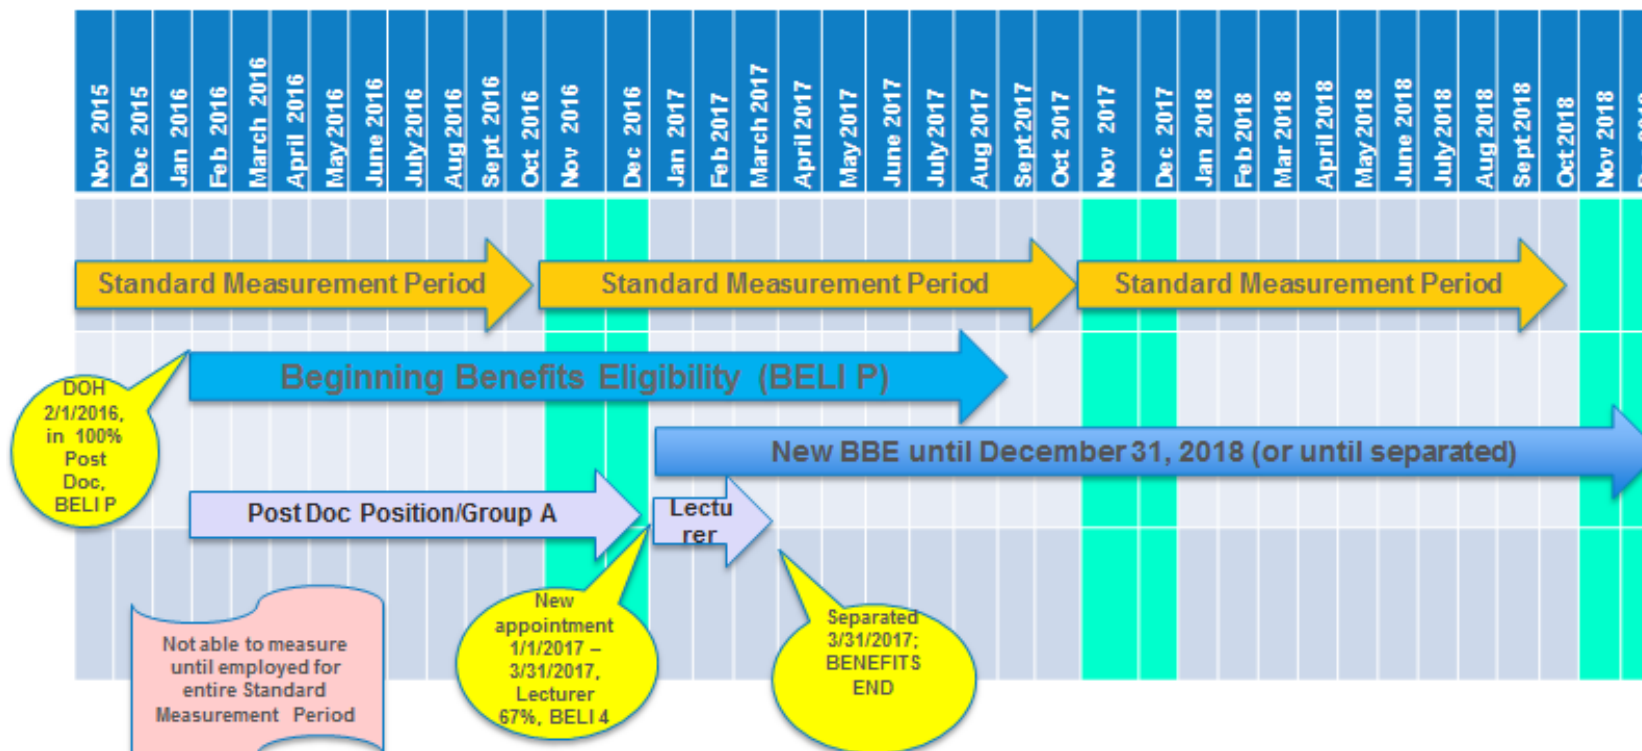 Nov 2015
Dec 2015
Jan 2016
Feb 2016
March 2016
April 2016
May 2016
June 2016
July 2016
Aug 2016
Sept 2016
Oct 2016
Nov 2016
Dec 2016
Jan 2017
Feb 2017
March 2017
April 2017
May 2017
June 2017
July 2017
Aug 2017
Sept 2017
Oct 2017
Nov 2017
Dec 2017
Jan 2018
Feb 2018
Mar 2018
April 2018
May 2018
June 2018
July 2018
Aug 2018
Sept 2018
Oct 2018
Nov 2018
Standard Measurement Period
Standard Measurement Period
Standard Measurement Period
Beginning Benefits Eligibility (BELI P)
DOH
2/1/2016,
in 100%
Post
Doc,
BELI P
New BBE until December 31, 2018 (or until separated)
Post Doc Position/Group A
Lectu
rer
New
appointment
1/1/2017 –
3/31/2017,
Lecturer
67%, BELI 4
Separated
3/31/2017;
BENEFITS
END
Not able to measure
until employed for
entire Standard
Measurement Period